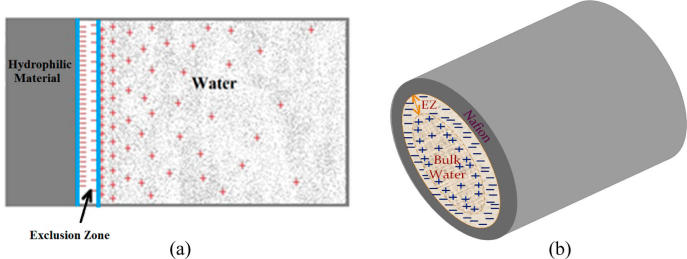 Hydrophilic
Material
Water
Exclusion Zone
(a)
EZ
Nafion
Bulk
Water
(b)